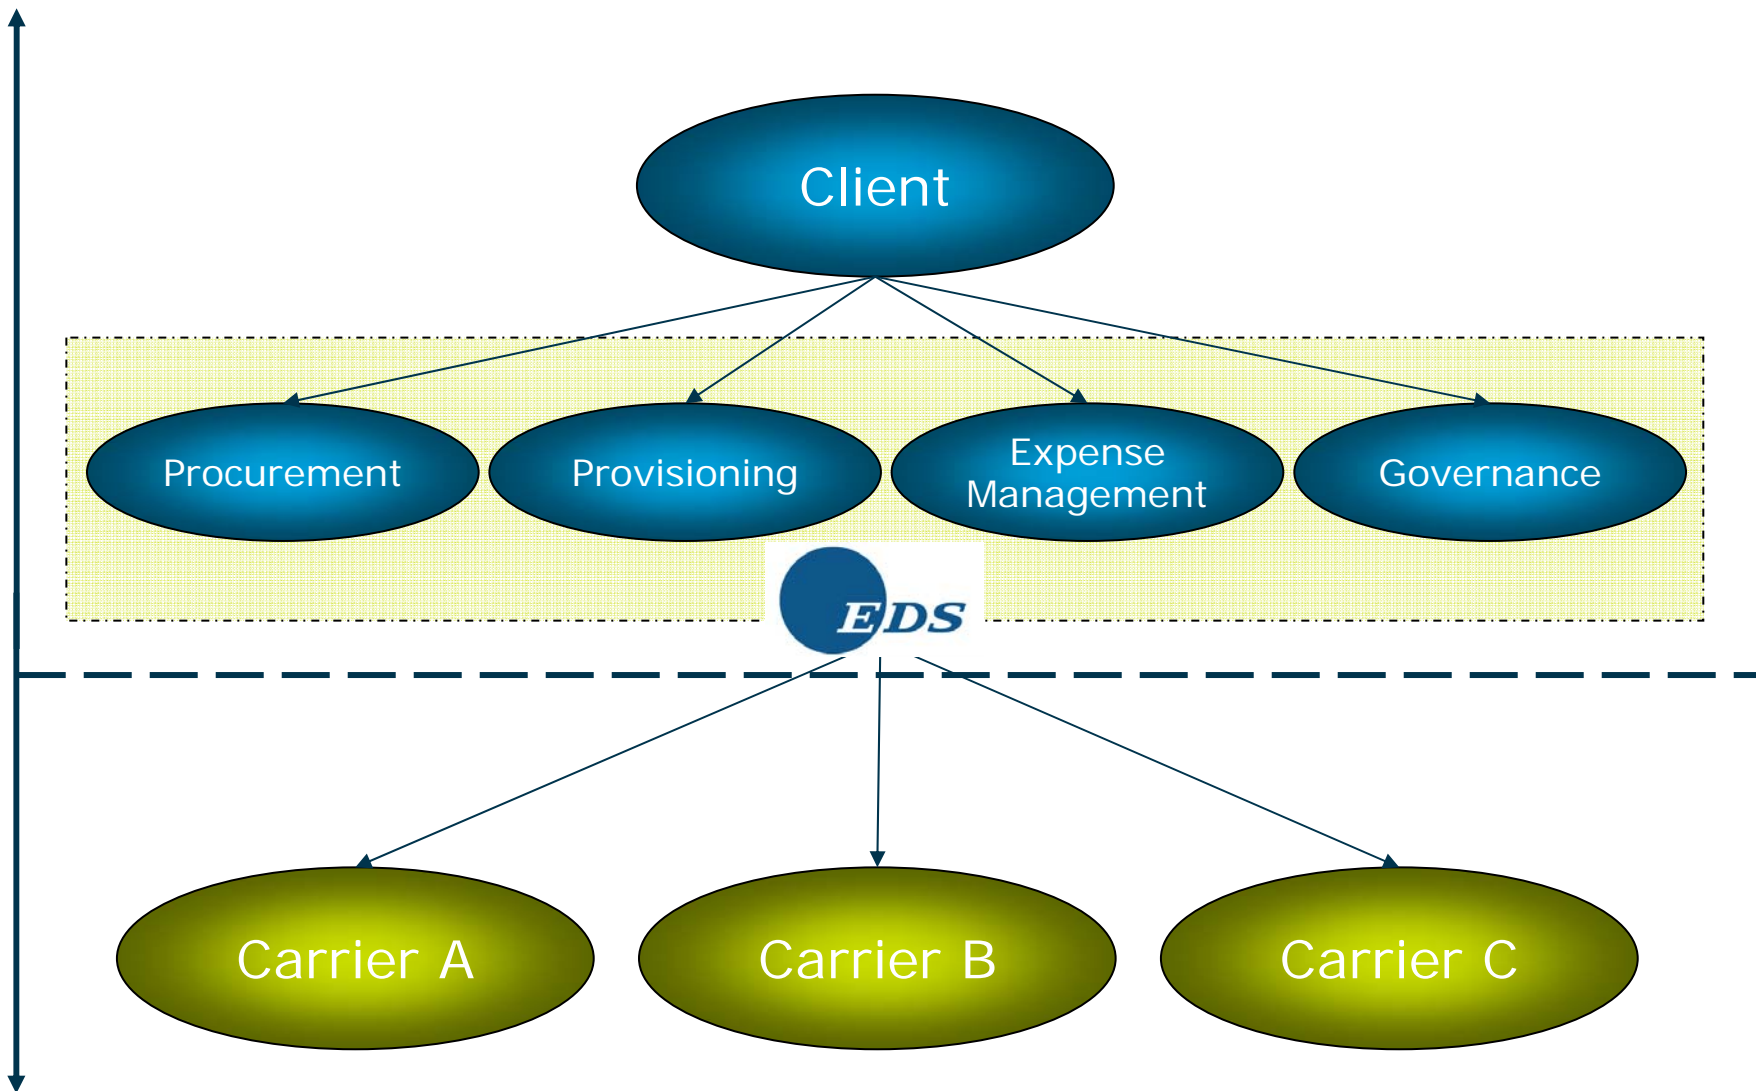 Client
Procurement
Provisioning
Expense
Management
Governance
EDS
Carrier A
Carrier B
Carrier C